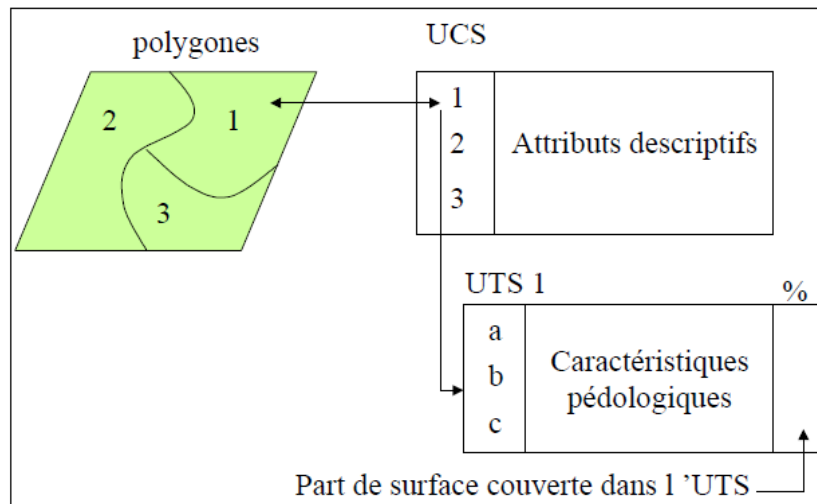 polygones
UCS
2
1
3
1
2
3
Attributs descriptifs
UTS 1
%
a
b
c
Caractéristiques
pédologiques
Part de surface couverte dans l ’UTS